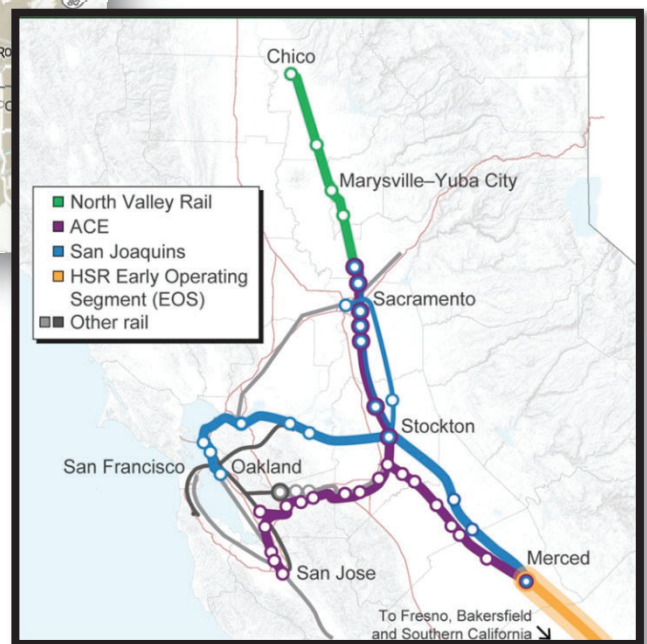 Chico
Marysville–Yuba City
North Valley Rail
ACE
San Joaquins
HSR Early Operating
Segment (EOS)
Other rail
Sacramento
Stockton
San Francisco
Oakland
San Jose
Merced
To Fresno, Bakersfield
and Southern California